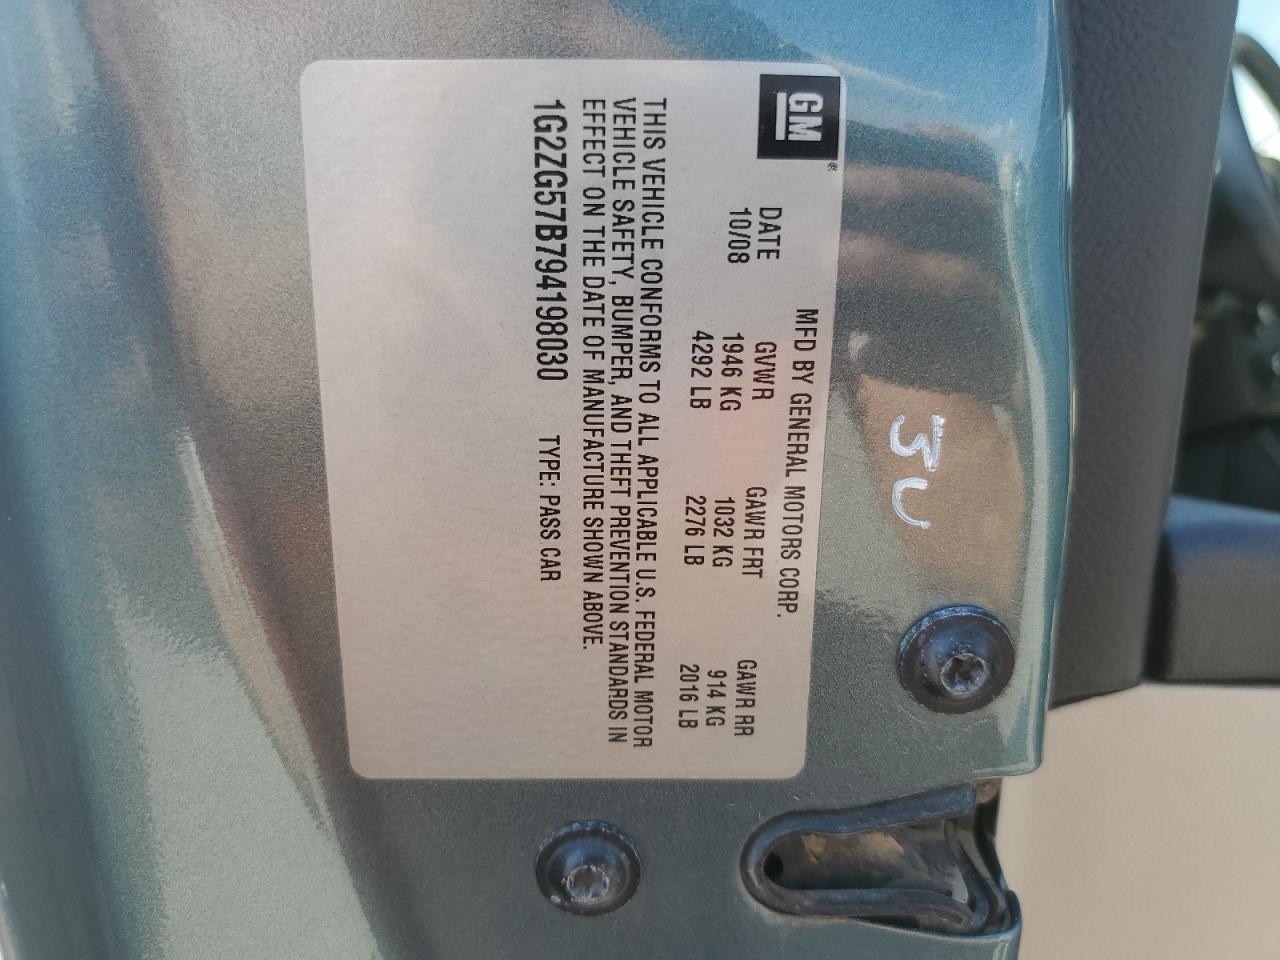 GM
®
MFD BY GENERAL MOTORS CORP.
DATE GVWR GAWR FRT GAWR RR
10/08 1946 KG 1032 KG 914 KG
4292 LB 2276 LB 2016 LB
THIS VEHICLE CONFORMS TO ALL APPLICABLE U.S. FEDERAL MOTOR
VEHICLE SAFETY, BUMPER, AND THEFT PREVENTION STANDARDS IN
EFFECT ON THE DATE OF MANUFACTURE SHOWN ABOVE.
1G2ZG57B794198030 TYPE: PASS CAR